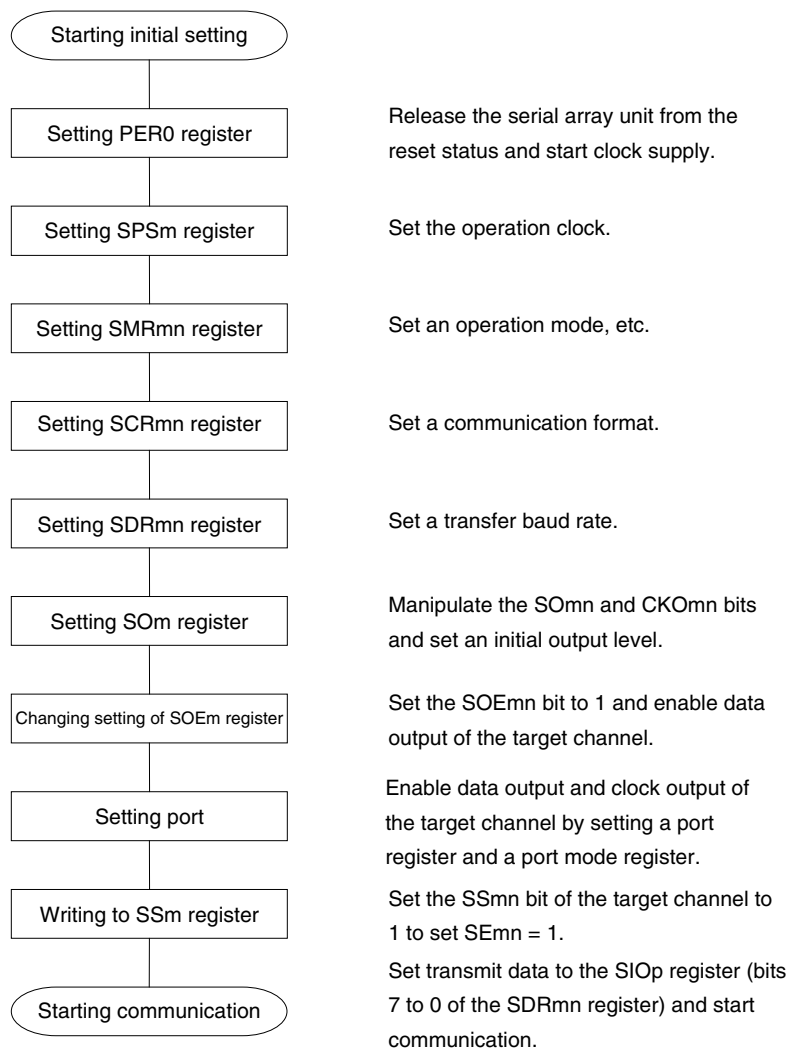 Starting initial setting
Setting PER0 register
Release the serial array unit from the
reset status and start clock supply.
Setting SPSm register
Set the operation clock.
Setting SMRmn register
Set an operation mode, etc.
Setting SCRmn register
Set a communication format.
Setting SDRmn register
Set a transfer baud rate.
Setting SOm register
Manipulate the SOmn and CKOmn bits
and set an initial output level.
Changing setting of SOEm register
Set the SOEmn bit to 1 and enable data
output of the target channel.
Setting port
Enable data output and clock output of
the target channel by setting a port
register and a port mode register.
Writing to SSm register
Set the SSmn bit of the target channel to
1 to set SEmn = 1.
Starting communication
Set transmit data to the SIOp register (bits
7 to 0 of the SDRmn register) and start
communication.